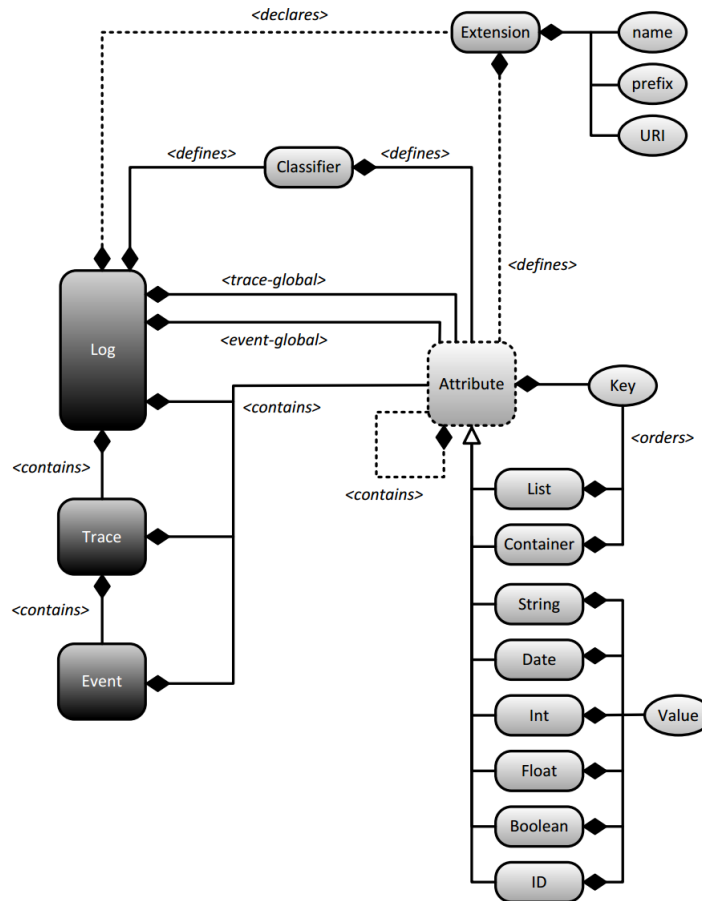 <declares>
Extension
name
prefix
URI
<defines>
Classifier
<defines>
<defines>
<trace-global>
<event-global>
Log
Attribute
Key
<contains>
<orders>
<contains>
<contains>
List
Trace
Container
<contains>
String
Event
Date
Int
Value
Float
Boolean
ID